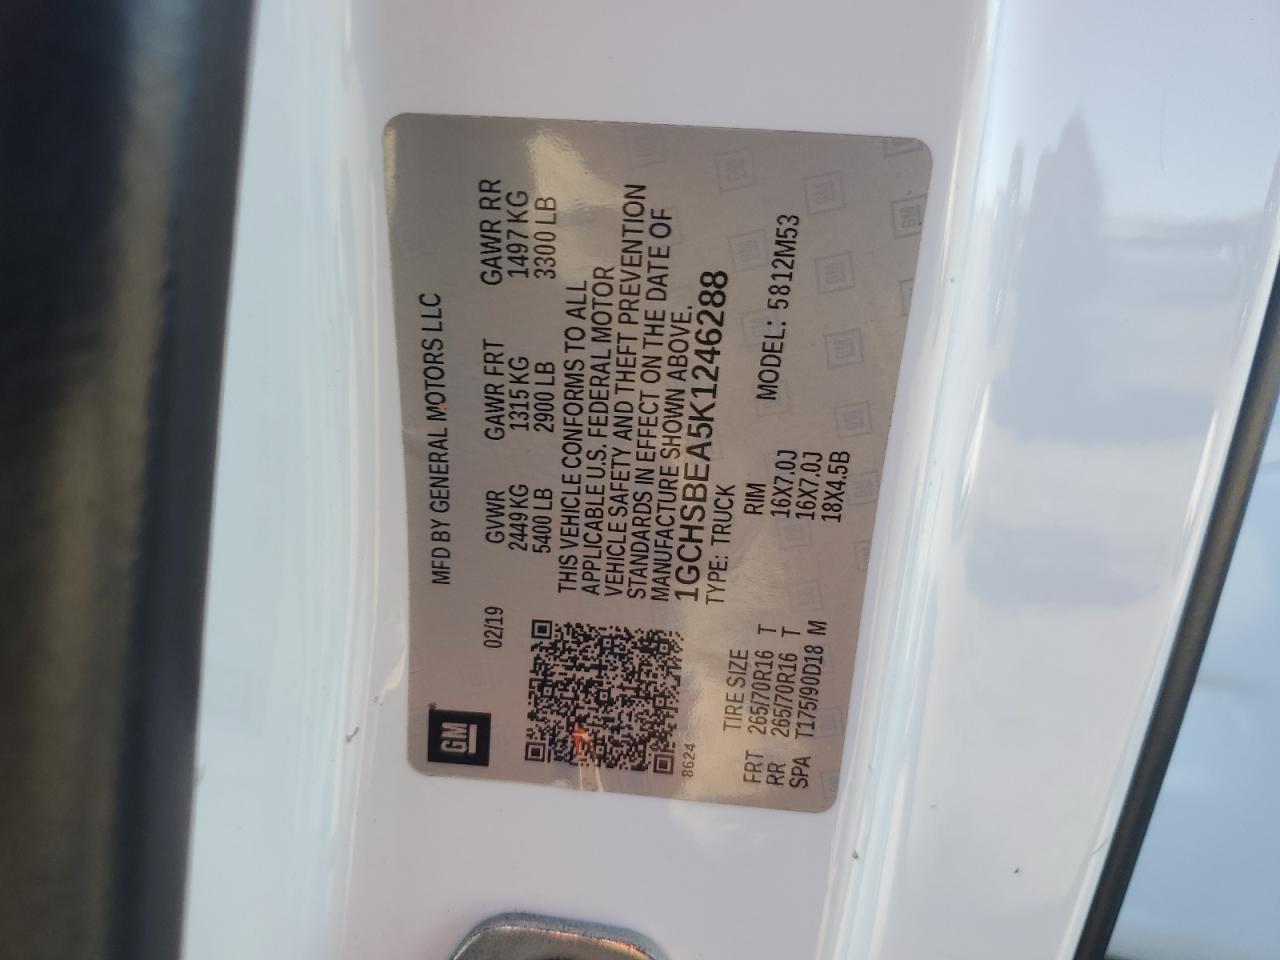 GM
MFD BY GENERAL MOTORS LLC
02/19 GVWR GAWR FRT GAWR RR
2449KG 1315 KG 1497 KG
5400 LB 2900 LB 3300 LB
THIS VEHICLE CONFORMS TO ALL
APPLICABLE U.S. FEDERAL MOTOR
VEHICLE SAFETY AND THEFT PREVENTION
STANDARDS IN EFFECT ON THE DATE OF
MANUFACTURE SHOWN ABOVE.
1GCHSBEA5K1246288
8624 TYPE: TRUCK
TIRE SIZE RIM MODEL: 5812M53
FRT 265/70R16 T 16X7.0J
RR 265/70R16 T 16X7.0J
SPA T175/90D18 M 18X4.5B